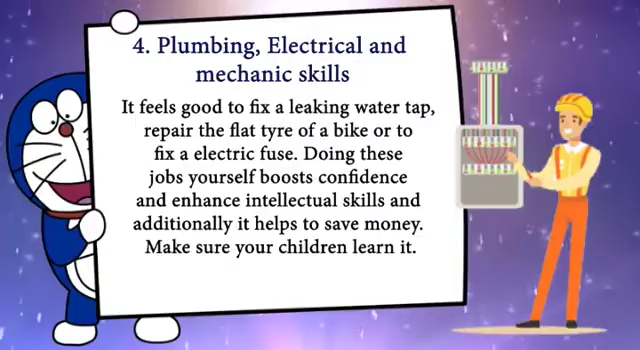 4. Plumbing, Electrical and
mechanic skills
It feels good to fix a leaking water tap,
repair the flat tyre of a bike or to
fix a electric fuse. Doing these
jobs yourself boosts confidence
and enhance intellectual skills and
additionally it helps to save money.
Make sure your children learn it.